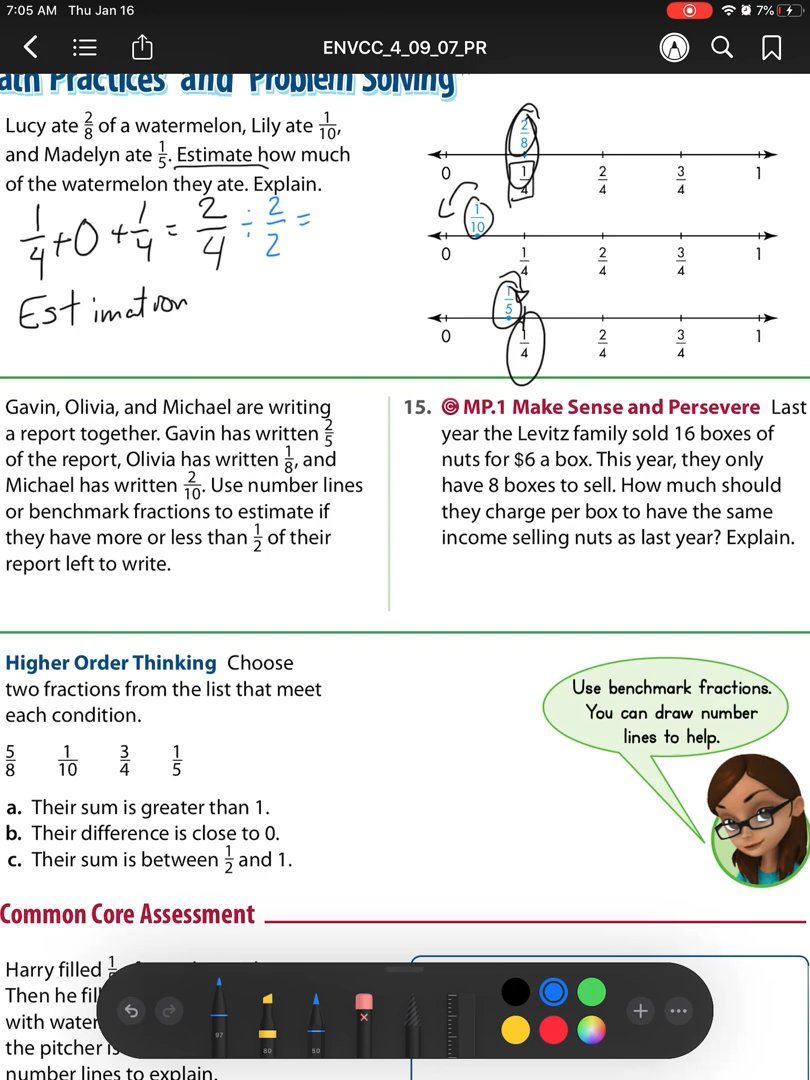 7:05 AM Thu Jan 16
7%
ENVCC_4_09_07_PR
ath Practices and Problem Solving
Lucy ate 2/8 of a watermelon, Lily ate 1/10,
and Madelyn ate 1/5. Estimate how much
of the watermelon they ate. Explain.
1/4 + 0 + 1/4 = 2/4 ÷ 2/2 =
Estimation
2/8
0 1/4 2/4 3/4 1
1/10
0 1/4 2/4 3/4 1
1/5
0 1/4 2/4 3/4 1
Gavin, Olivia, and Michael are writing
a report together. Gavin has written 2/5
of the report, Olivia has written 1/8, and
Michael has written 2/10. Use number lines
or benchmark fractions to estimate if
they have more or less than 1/2 of their
report left to write.
15. © MP.1 Make Sense and Persevere Last
year the Levitz family sold 16 boxes of
nuts for $6 a box. This year, they only
have 8 boxes to sell. How much should
they charge per box to have the same
income selling nuts as last year? Explain.
Higher Order Thinking Choose
two fractions from the list that meet
each condition.
5/8 1/10 3/4 1/5
a. Their sum is greater than 1.
b. Their difference is close to 0.
c. Their sum is between 1/2 and 1.
Use benchmark fractions.
You can draw number
lines to help.
Common Core Assessment
Harry filled
Then he fil
with water
the pitcher
number lines to explain.
97
80
50